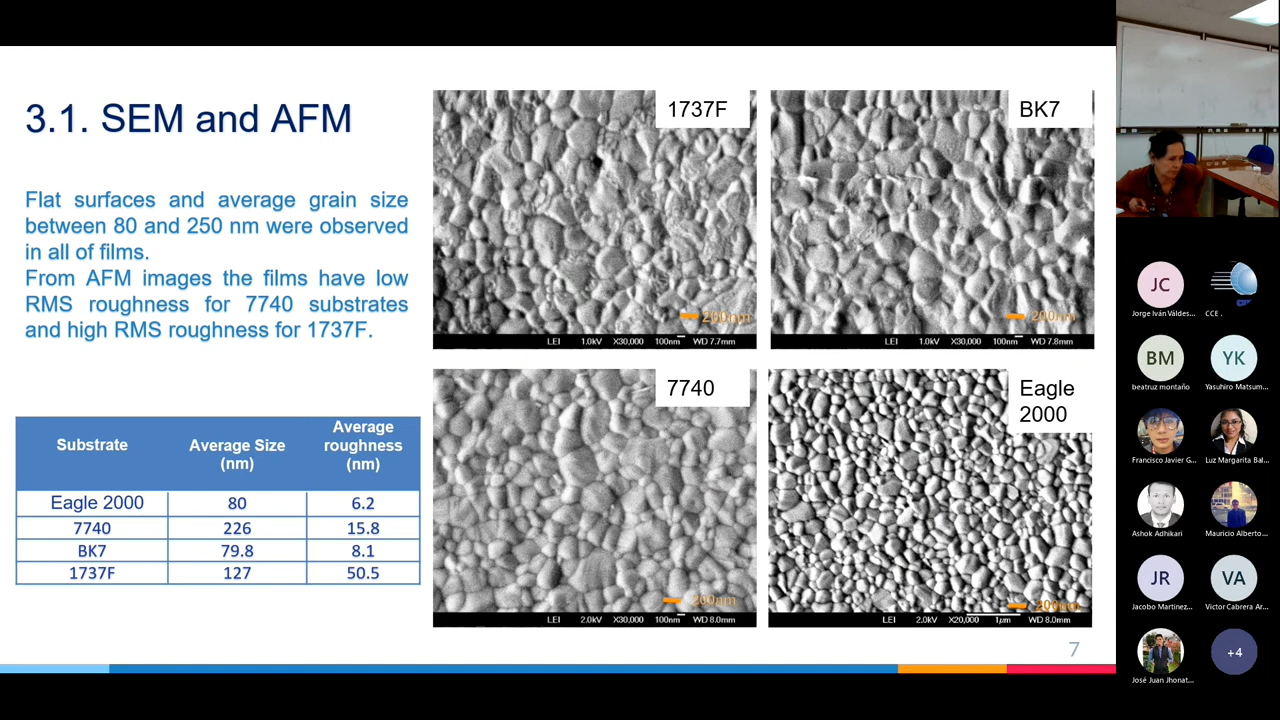 3.1. SEM and AFM
Flat surfaces and average grain size
between 80 and 250 nm were observed
in all of films.
From AFM images the films have low
RMS roughness for 7740 substrates
and high RMS roughness for 1737F.
Substrate Average Size (nm) Average roughness (nm)
Eagle 2000 80 6.2
7740 226 15.8
BK7 79.8 8.1
1737F 127 50.5
1737F
200nm
LEI 1.0kV X30,000 100nm WD 7.7mm
BK7
200nm
LEI 1.0kV X30,000 100nm WD 7.8mm
7740
200nm
LEI 2.0kV X30,000 100nm WD 8.0mm
Eagle
2000
200nm
LEI 2.0kV X20,000 1µm WD 8.0mm
7
JC
Jorge Iván Váldes...
CCE .
BM
beatruz montaño
YK
Yasuhiro Matsum...
Francisco Javier G...
Luz Margarita Bal...
Ashok Adhikari
Mauricio Alberto...
JR
Jacobo Martinez...
VA
Victor Cabrera Ar...
José Juan Jhonat...
+4